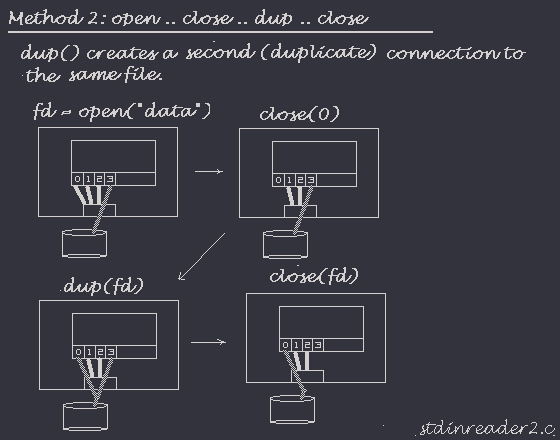 Method 2: open .. close .. dup .. close
dup() creates a second (duplicate) connection to
the same file.
fd = open("data")
close(0)
0 1 2 3
0 1 2 3
dup(fd)
close(fd)
0 1 2 3
0 1 2 3
stdinreader2.c